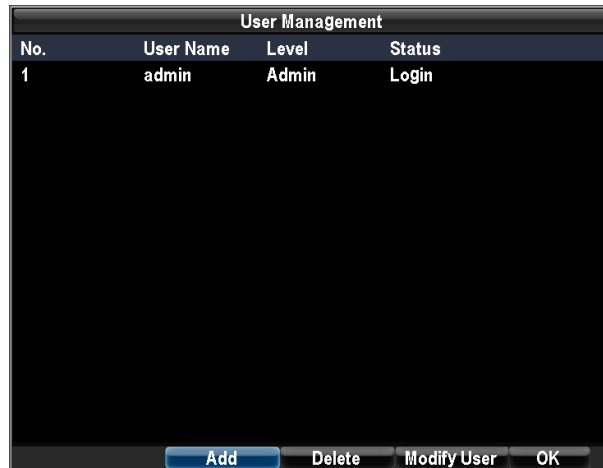 User Management
No. User Name Level Status
1 admin Admin Login
Add Delete Modify User OK